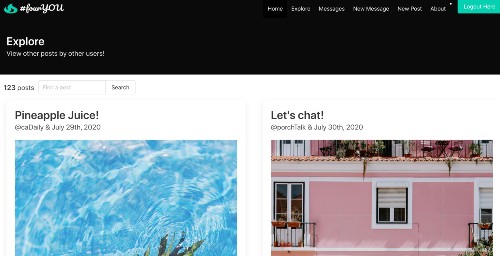 #fourYOU
Home Explore Messages New Message New Post About Logout Here
Explore
View other posts by other users!
123 posts Find a post Search
Pineapple Juice!
@caDaily & July 29th, 2020
Let's chat!
@porchTalk & July 30th, 2020